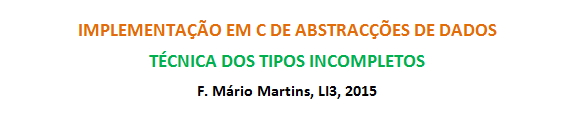 IMPLEMENTAÇÃO EM C DE ABSTRACÇÕES DE DADOS
TÉCNICA DOS TIPOS INCOMPLETOS
F. Mário Martins, LI3, 2015